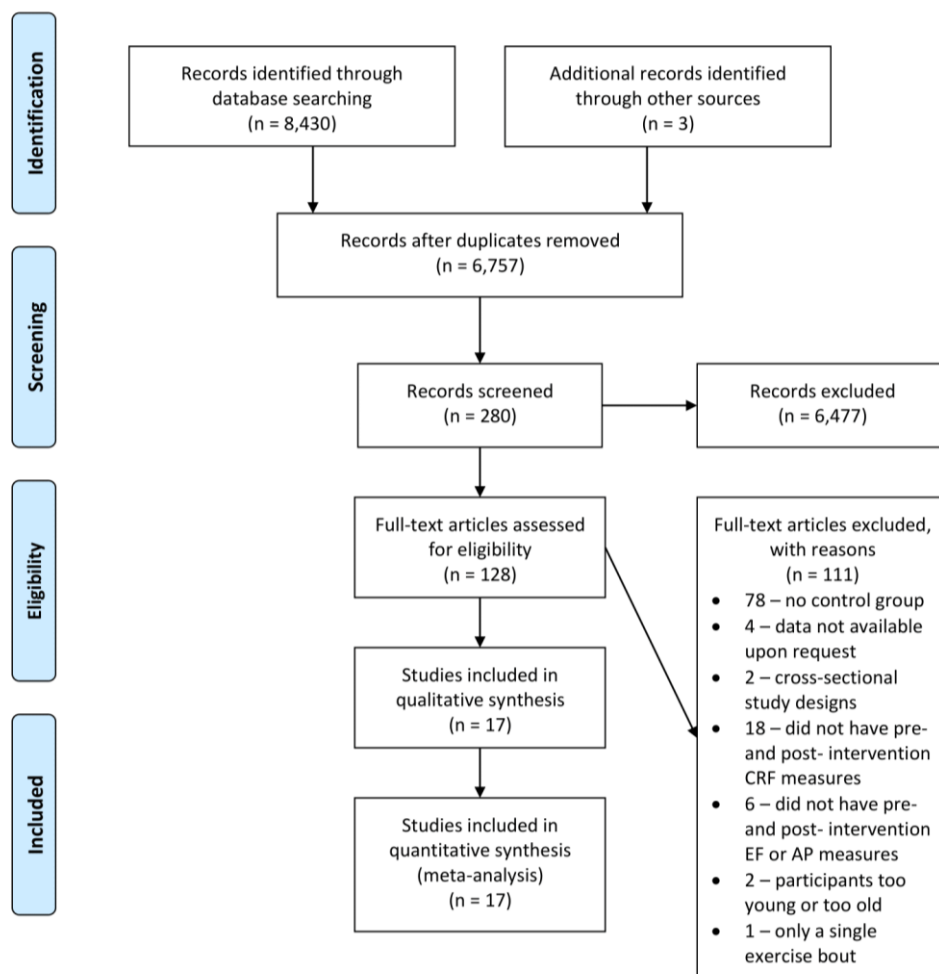 Identification
Records identified through
database searching
(n = 8,430)
Additional records identified
through other sources
(n = 3)
Records after duplicates removed
(n = 6,757)
Screening
Records screened
(n = 280)
Records excluded
(n = 6,477)
Eligibility
Full-text articles assessed
for eligibility
(n = 128)
Full-text articles excluded,
with reasons
(n = 111)
• 78 – no control group
• 4 – data not available
upon request
• 2 – cross-sectional
study designs
• 18 – did not have pre-
and post- intervention
CRF measures
• 6 – did not have pre-
and post- intervention
EF or AP measures
• 2 – participants too
young or too old
• 1 – only a single
exercise bout
Studies included in
qualitative synthesis
(n = 17)
Included
Studies included in
quantitative synthesis
(meta-analysis)
(n = 17)